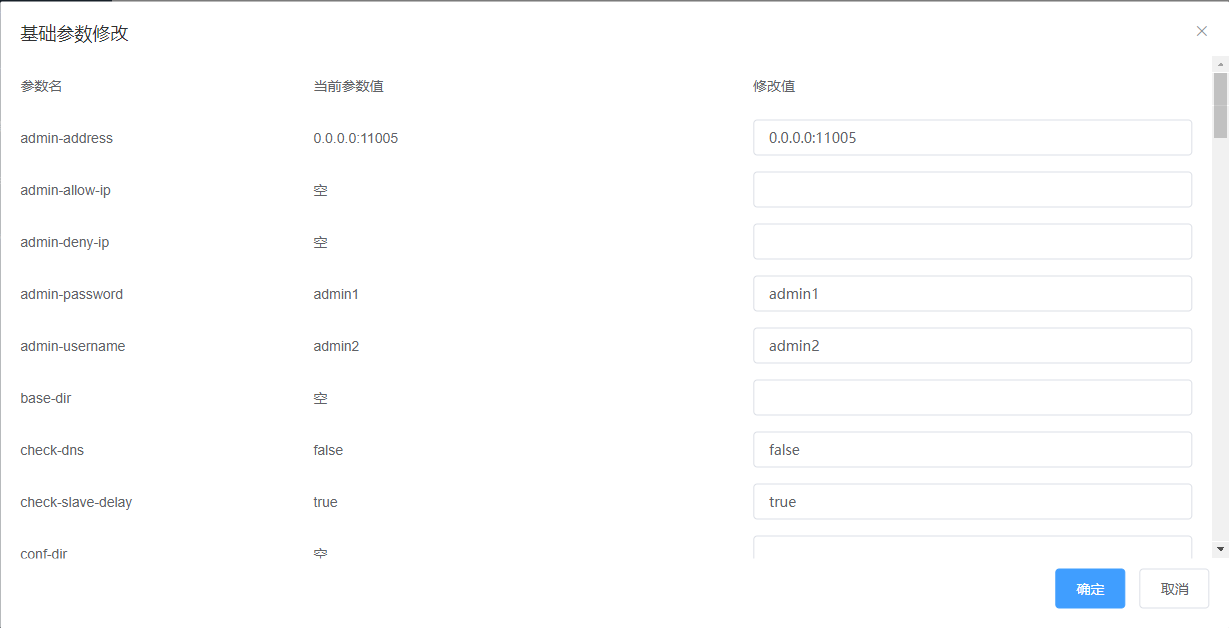 基础参数修改
参数名 当前参数值 修改值
admin-address 0.0.0.0:11005 0.0.0.0:11005
admin-allow-ip 空
admin-deny-ip 空
admin-password admin1 admin1
admin-username admin2 admin2
base-dir 空
check-dns false false
check-slave-delay true true
conf-dir 空
确定 取消